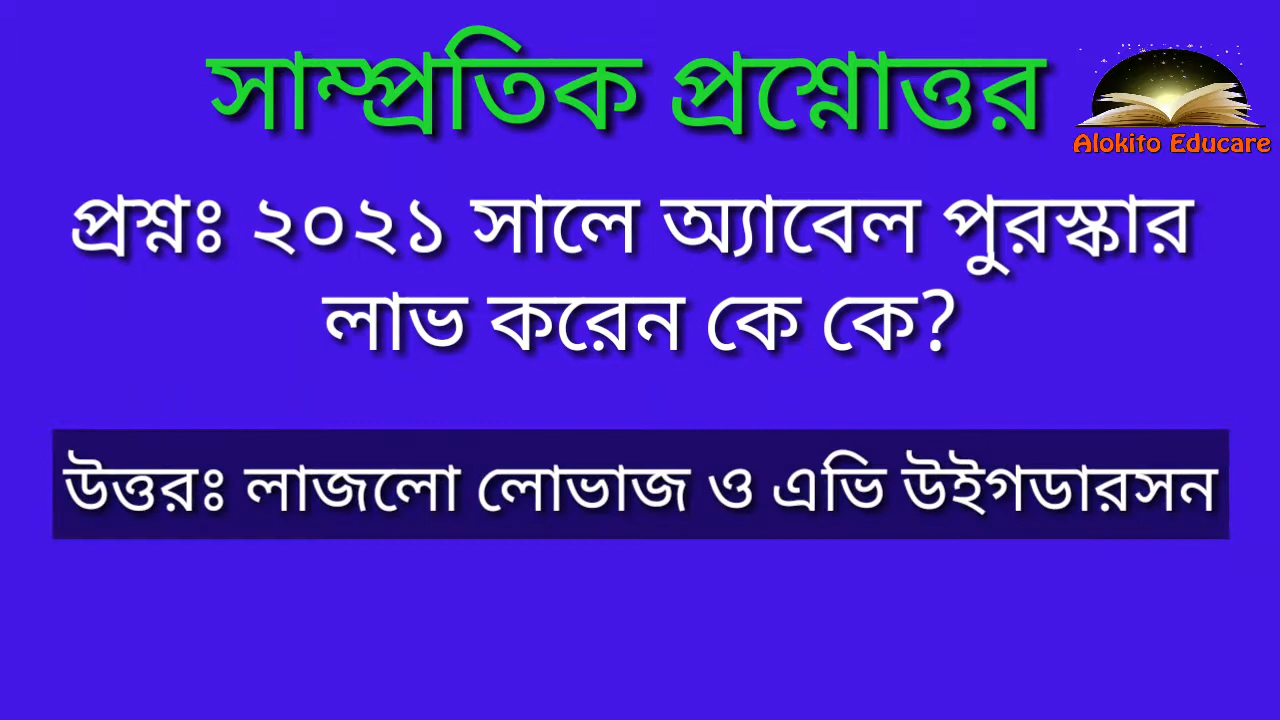 সাম্প্রতিক প্রশ্নোত্তর
Alokito Educare
প্রশ্নঃ ২০২১ সালে অ্যাবেল পুরস্কার
লাভ করেন কে কে?
উত্তরঃ লাজলো লোভাজ ও এভি উইগডারসন